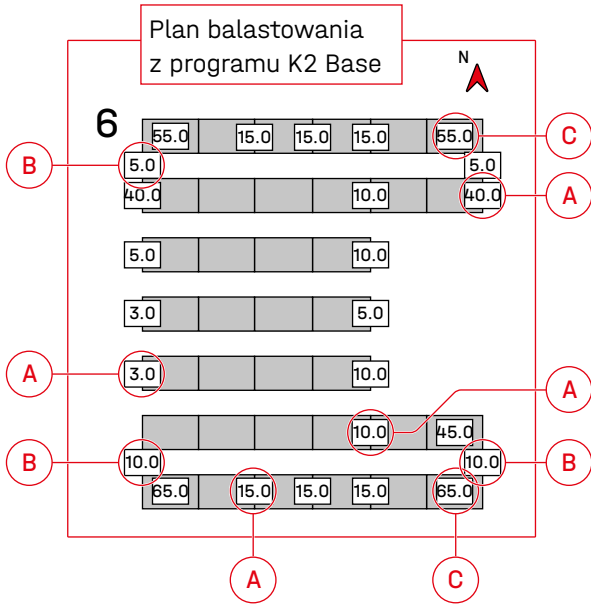 Plan balastowania
z programu K2 Base
N
6
55.0 15.0 15.0 15.0 55.0 C
B 5.0 5.0
40.0 10.0 40.0 A
5.0 10.0
3.0 5.0
A 3.0 10.0 A
10.0 45.0
B 10.0 10.0 B
65.0 15.0 15.0 15.0 65.0
A C